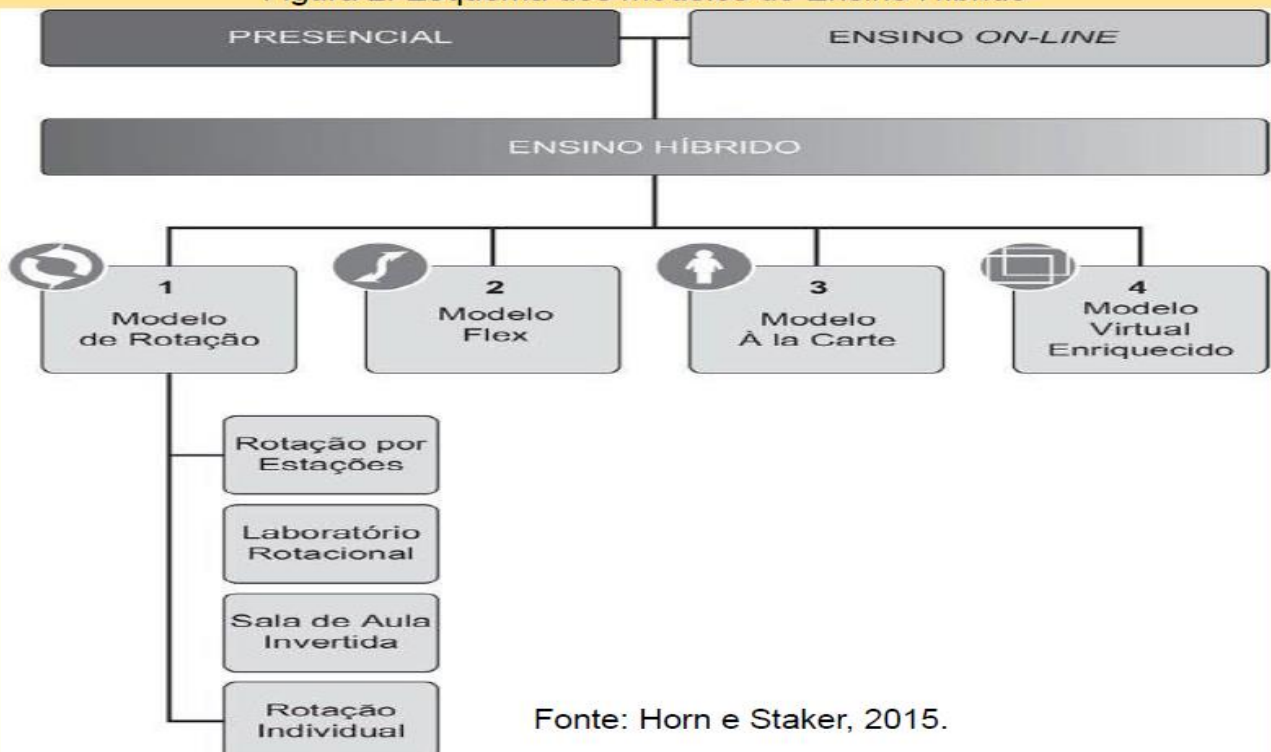 PRESENCIAL
ENSINO ON-LINE
ENSINO HÍBRIDO
1
Modelo
de Rotação
2
Modelo
Flex
3
Modelo
À la Carte
4
Modelo
Virtual
Enriquecido
Rotação por
Estações
Laboratório
Rotacional
Sala de Aula
Invertida
Rotação
Individual
Fonte: Horn e Staker, 2015.